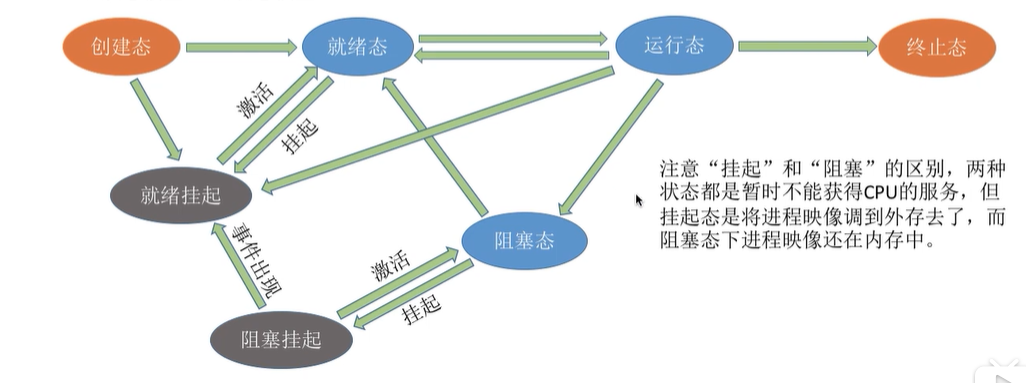 创建态
就绪态
运行态
终止态
激活
挂起
就绪挂起
事件出现
阻塞态
激活
挂起
阻塞挂起
注意“挂起”和“阻塞”的区别，两种
状态都是暂时不能获得CPU的服务，但
挂起态是将进程映像调到外存去了，而
阻塞态下进程映像还在内存中。